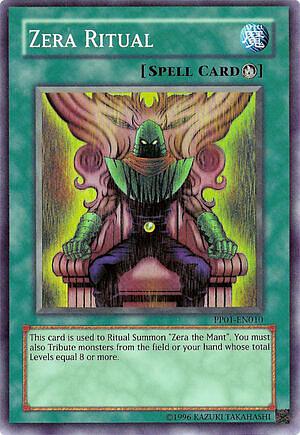 ZERA RITUAL
[SPELL CARD]
PP01-EN010
This card is used to Ritual Summon "Zera the Mant". You must
also Tribute monsters from the field or your hand whose total
Levels equal 8 or more.
©1996 KAZUKI TAKAHASHI